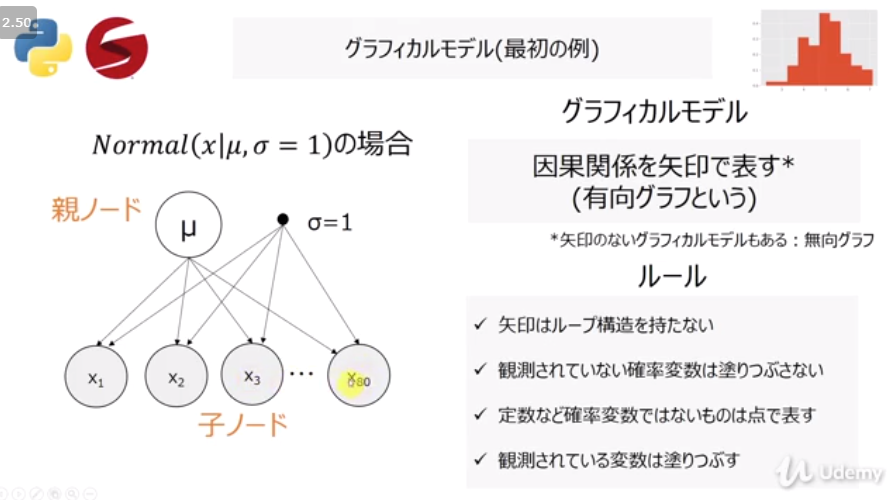 2.50
グラフィカルモデル(最初の例)
Normal(x|μ, σ = 1)の場合
親ノード
μ
σ=1
x1
x2
x3
…
子ノード
グラフィカルモデル
因果関係を矢印で表す*
(有向グラフという)
*矢印のないグラフィカルモデルもある：無向グラフ
ルール
✓ 矢印はループ構造を持たない
✓ 観測されていない確率変数は塗りつぶさない
✓ 定数など確率変数ではないものは点で表す
✓ 観測されている変数は塗りつぶす
Udemy